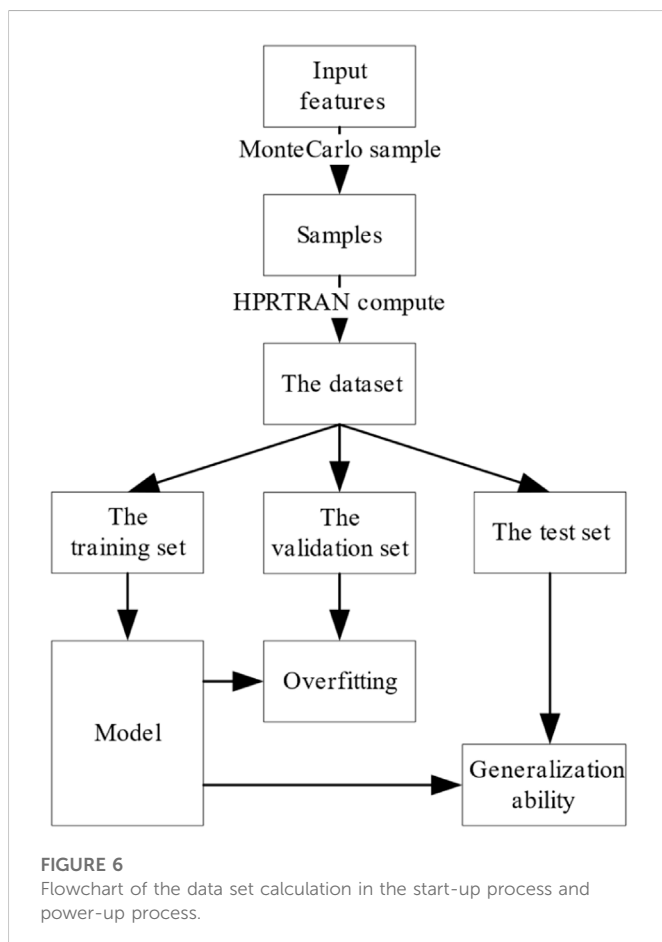 Input
features
MonteCarlo sample
Samples
HPRTRAN compute
The dataset
The
training set
The
validation set
The test set
Model
Overfitting
Generalization
ability
FIGURE 6
Flowchart of the data set calculation in the start-up process and
power-up process.